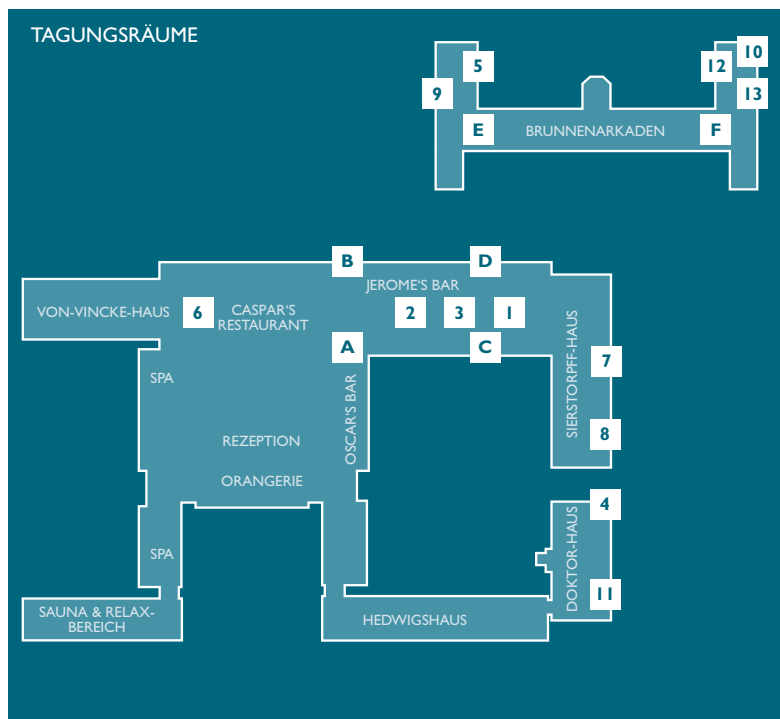 TAGUNGSRÄUME
10
5
12
9
13
E
BRUNNENARKADEN
F
B
D
JEROME'S BAR
VON-VINCKE-HAUS
6
CASPAR'S
RESTAURANT
2
3
1
A
C
SIERSTORPFF-HAUS
7
SPA
OSCAR'S BAR
8
REZEPTION
ORANGERIE
4
SPA
DOKTOR-HAUS
11
SAUNA & RELAX-
BEREICH
HEDWIGSHAUS